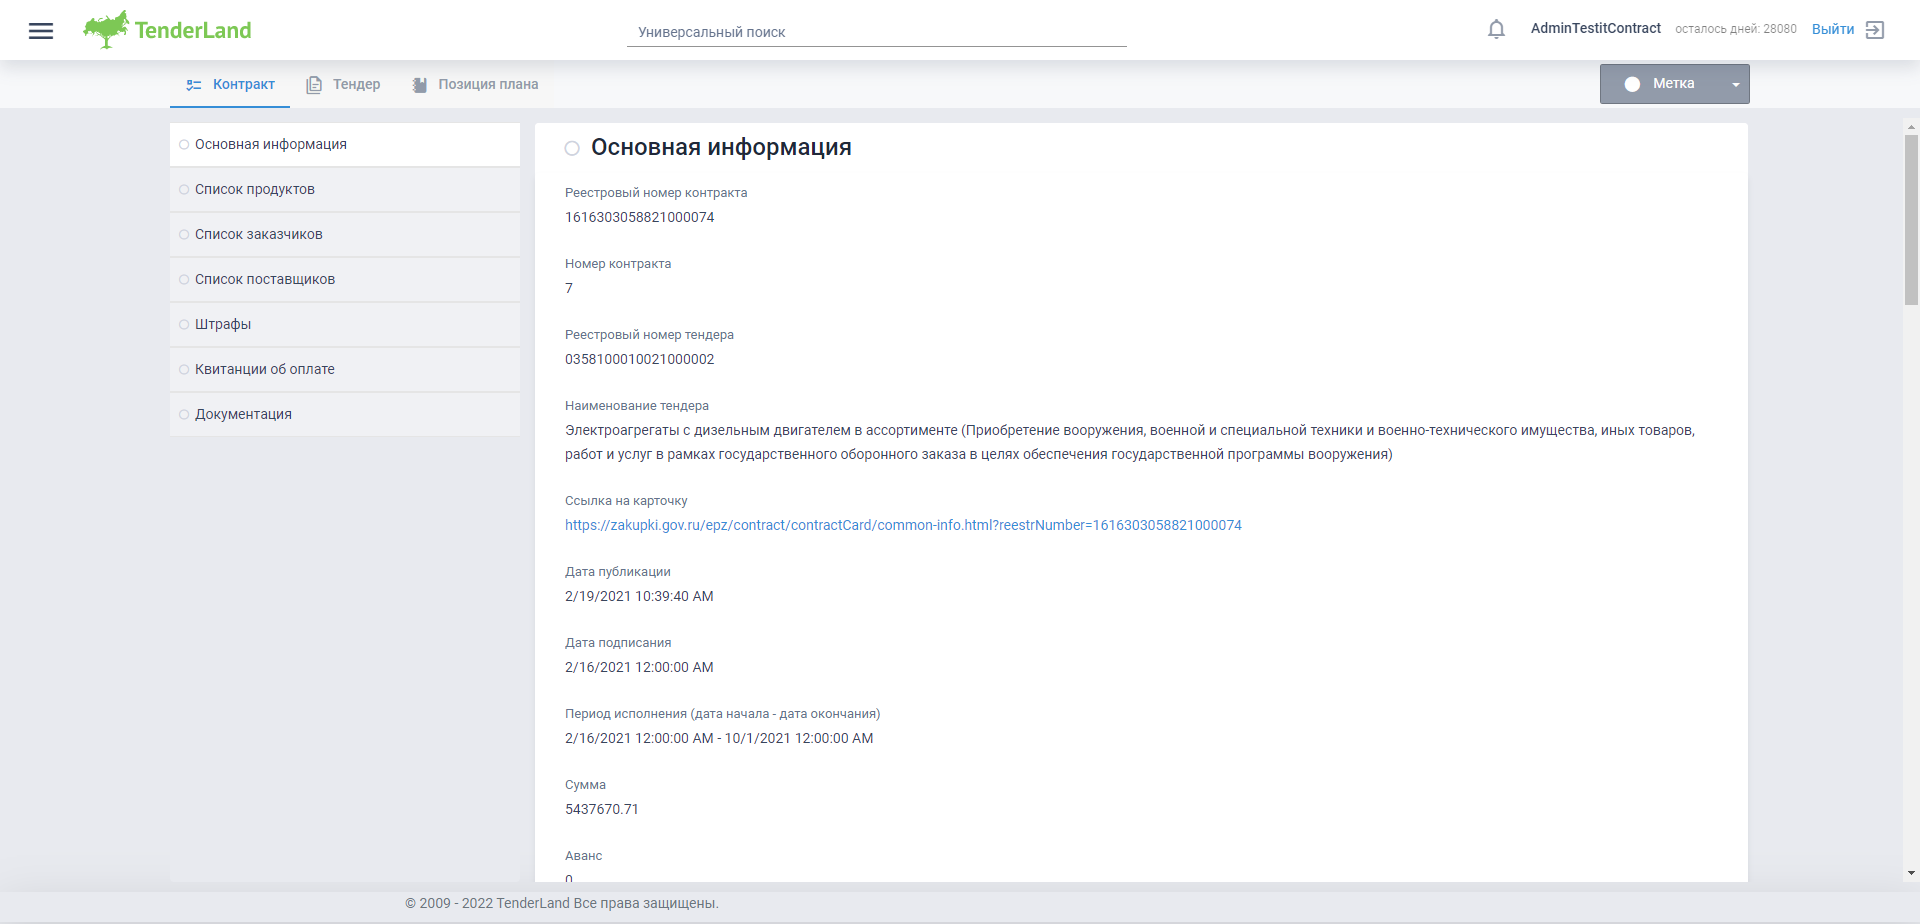 TenderLand
Универсальный поиск
AdminTestitContract
осталось дней: 28080
Выйти
Контракт
Тендер
Позиция плана
Метка
Основная информация
Список продуктов
Список заказчиков
Список поставщиков
Штрафы
Квитанции об оплате
Документация
Основная информация
Реестровый номер контракта
1616303058821000074
Номер контракта
7
Реестровый номер тендера
0358100010021000002
Наименование тендера
Электроагрегаты с дизельным двигателем в ассортименте (Приобретение вооружения, военной и специальной техники и военно-технического имущества, иных товаров,
работ и услуг в рамках государственного оборонного заказа в целях обеспечения государственной программы вооружения)
Ссылка на карточку
https://zakupki.gov.ru/epz/contract/contractCard/common-info.html?reestrNumber=1616303058821000074
Дата публикации
2/19/2021 10:39:40 AM
Дата подписания
2/16/2021 12:00:00 AM
Период исполнения (дата начала - дата окончания)
2/16/2021 12:00:00 AM - 10/1/2021 12:00:00 AM
Сумма
5437670.71
Аванс
0
© 2009 - 2022 TenderLand Все права защищены.